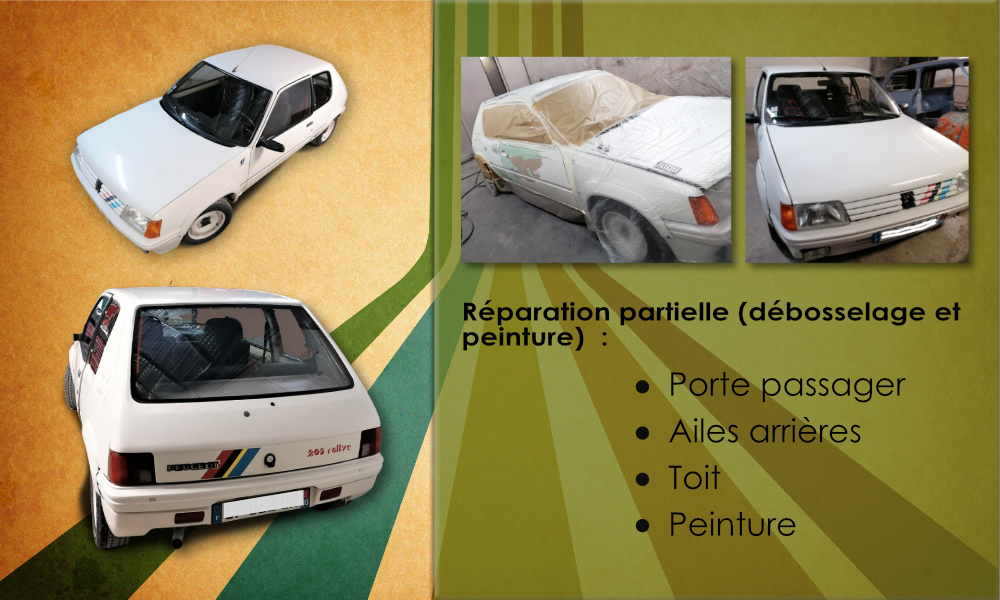 PEUGEOT
205 rallye
Réparation partielle (débosselage et
peinture) :
• Porte passager
• Ailes arrières
• Toit
• Peinture